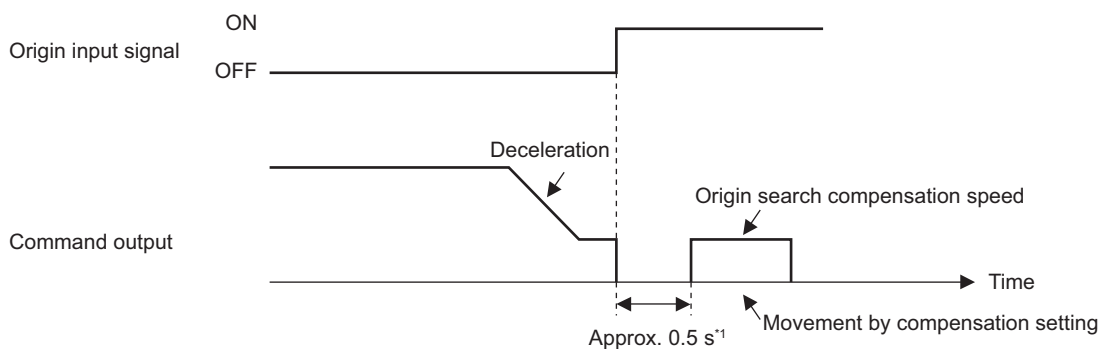 ON
Origin input signal
OFF
Deceleration
Origin search compensation speed
Command output
Time
Approx. 0.5 s*1
Movement by compensation setting